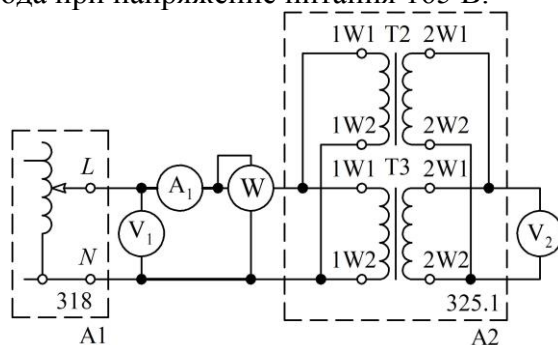 ода при напряжение питания 165 В.
1W1 T2 2W1
1W2 2W2
L A₁ W 1W1 T3 2W1
V₁ V₂
N 1W2 2W2
318 325.1
A1 A2